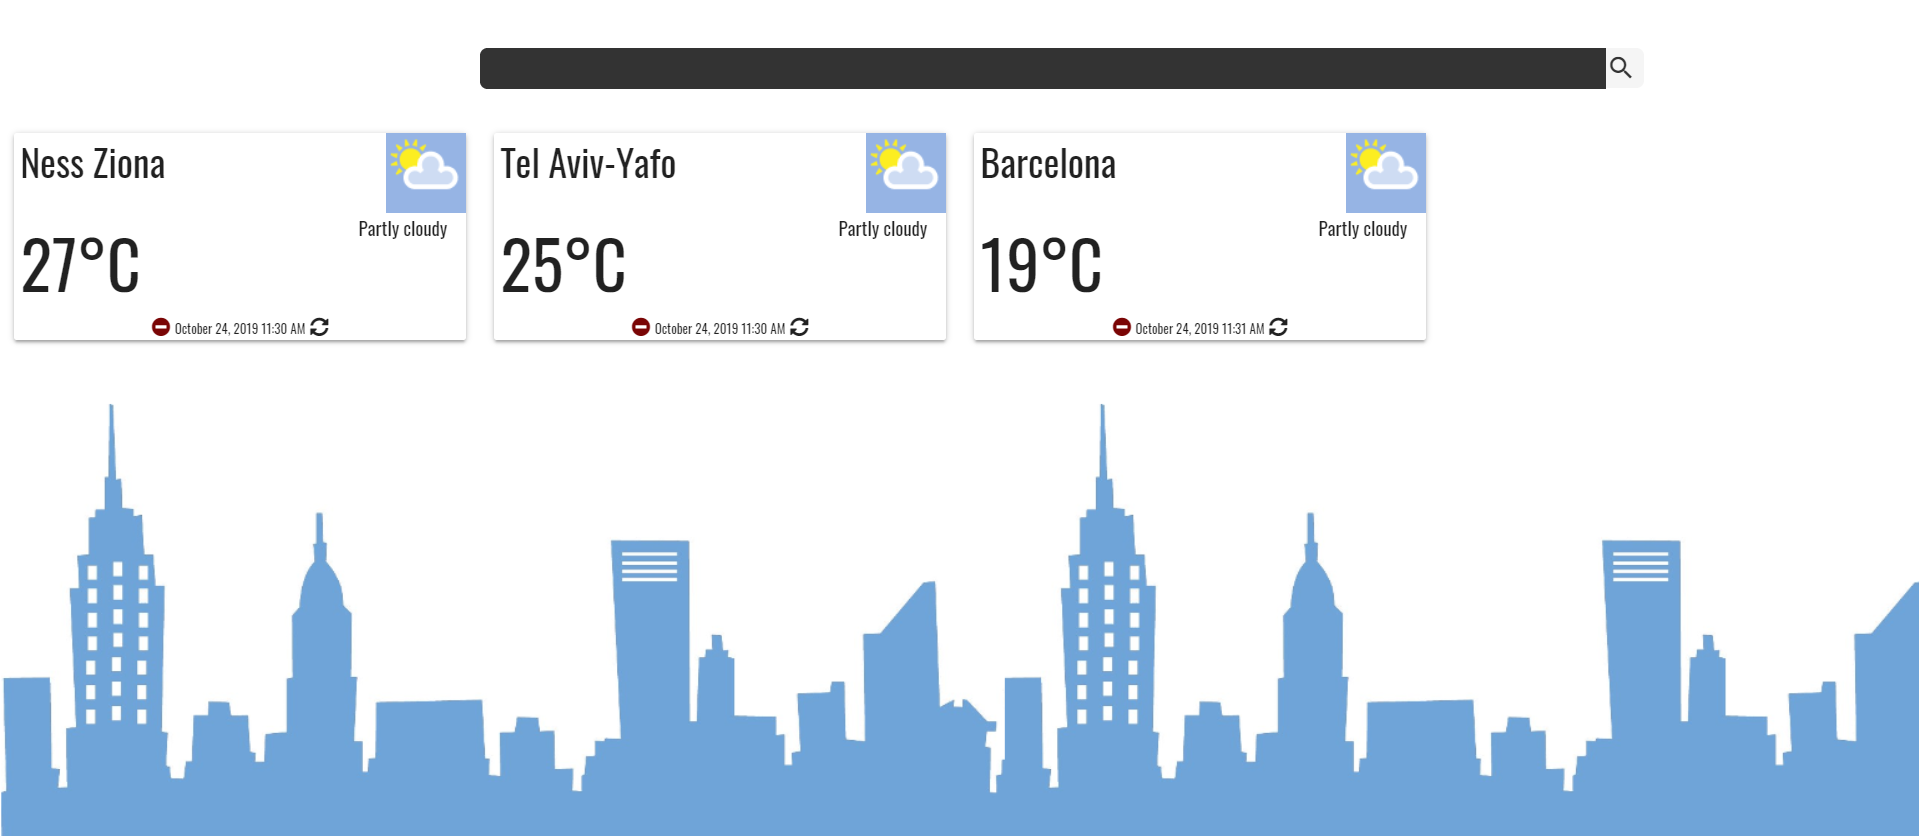 Ness Ziona
Partly cloudy
27°C
October 24, 2019 11:30 AM
Tel Aviv-Yafo
Partly cloudy
25°C
October 24, 2019 11:30 AM
Barcelona
Partly cloudy
19°C
October 24, 2019 11:31 AM